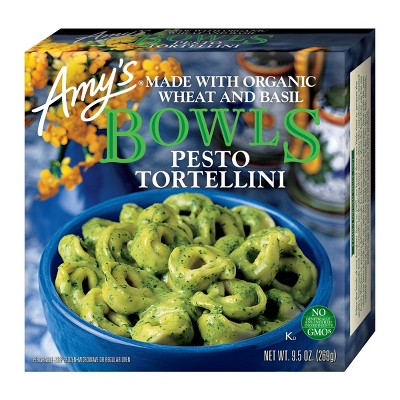 Amy's®
MADE WITH ORGANIC
WHEAT AND BASIL
BOWLS
PESTO
TORTELLINI
NO
GMOs
K D
NET WT. 9.5 OZ. (269g)